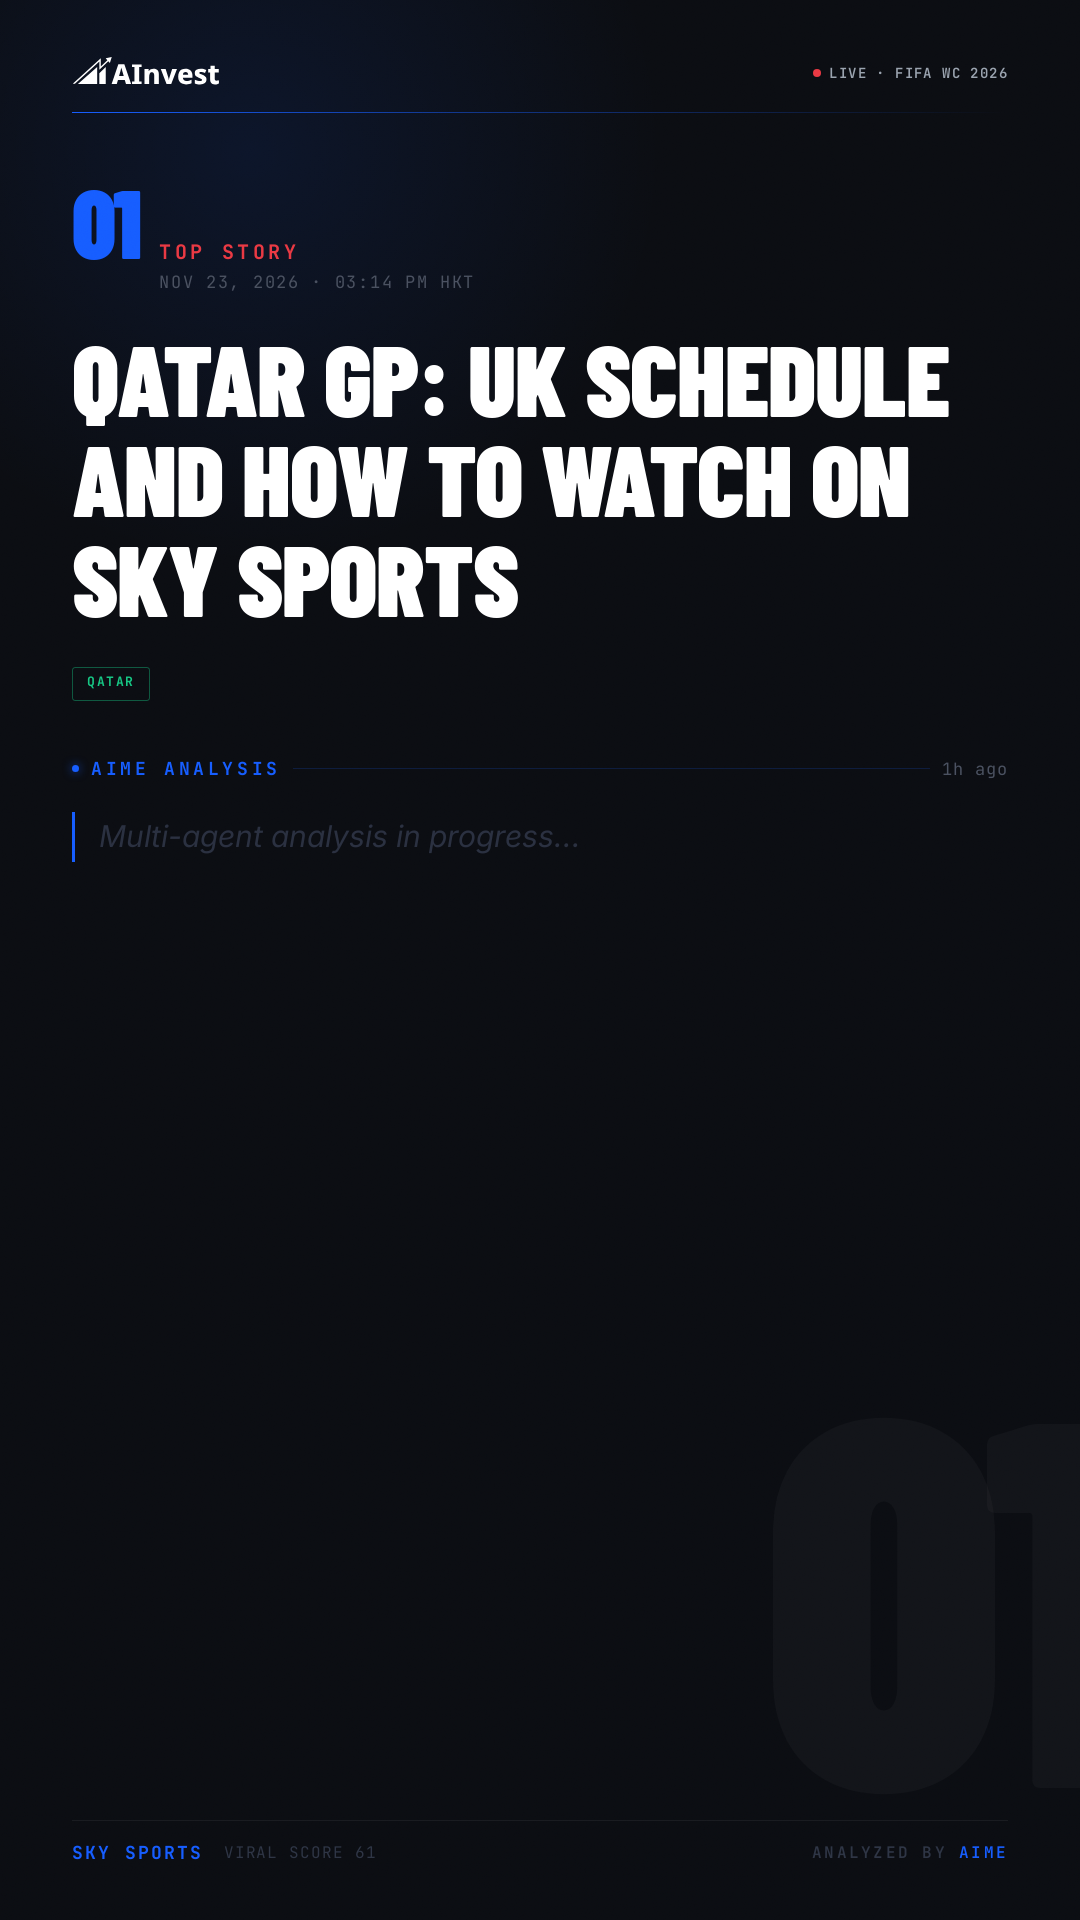 AInvest
LIVE · FIFA WC 2026
01
TOP STORY
NOV 23, 2026 · 03:14 PM HKT
QATAR GP: UK SCHEDULE
AND HOW TO WATCH ON
SKY SPORTS
QATAR
AIME ANALYSIS
1h ago
Multi-agent analysis in progress...
01
SKY SPORTS VIRAL SCORE 61
ANALYZED BY AIME